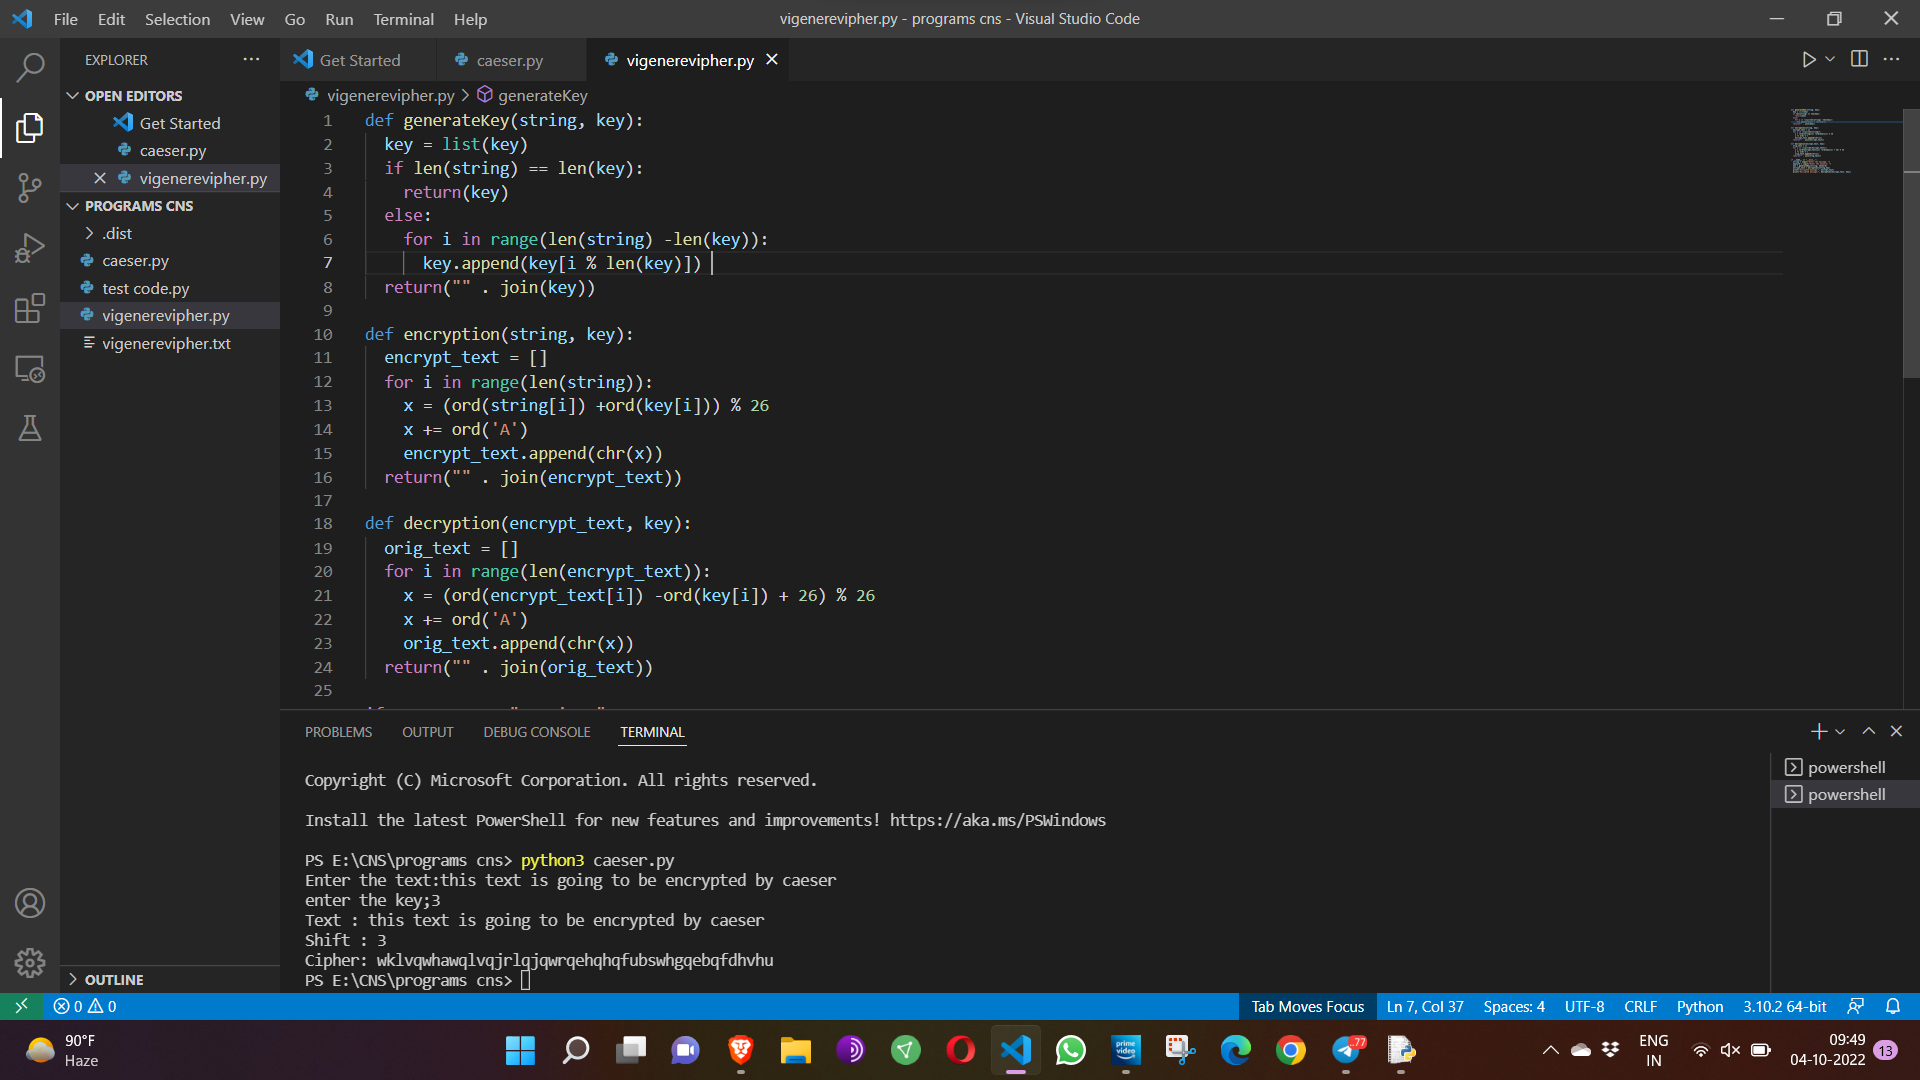 File Edit Selection View Go Run Terminal Help
vigenerevipher.py - programs cns - Visual Studio Code
EXPLORER
OPEN EDITORS
Get Started
caeser.py
vigenerevipher.py
PROGRAMS CNS
.dist
caeser.py
test code.py
vigenerevipher.py
vigenerevipher.txt
OUTLINE
Get Started caeser.py vigenerevipher.py
vigenerevipher.py > generateKey
1 def generateKey(string, key):
2 key = list(key)
3 if len(string) == len(key):
4 return(key)
5 else:
6 for i in range(len(string) -len(key)):
7 key.append(key[i % len(key)])
8 return("" . join(key))
9
10 def encryption(string, key):
11 encrypt_text = []
12 for i in range(len(string)):
13 x = (ord(string[i]) +ord(key[i])) % 26
14 x += ord('A')
15 encrypt_text.append(chr(x))
16 return("" . join(encrypt_text))
17
18 def decryption(encrypt_text, key):
19 orig_text = []
20 for i in range(len(encrypt_text)):
21 x = (ord(encrypt_text[i]) -ord(key[i]) + 26) % 26
22 x += ord('A')
23 orig_text.append(chr(x))
24 return("" . join(orig_text))
25
PROBLEMS OUTPUT DEBUG CONSOLE TERMINAL
Copyright (C) Microsoft Corporation. All rights reserved.
Install the latest PowerShell for new features and improvements! https://aka.ms/PSWindows
PS E:\CNS\programs cns> python3 caeser.py
Enter the text:this text is going to be encrypted by caeser
enter the key;3
Text : this text is going to be encrypted by caeser
Shift : 3
Cipher: wklvqwhawqlvqjrlqjqwrqehqhqfubswhgqebqfdhvhu
PS E:\CNS\programs cns>
powershell
powershell
0 0
Tab Moves Focus Ln 7, Col 37 Spaces: 4 UTF-8 CRLF Python 3.10.2 64-bit
90°F
Haze
prime video
..77
ENG
IN
09:49
04-10-2022
13